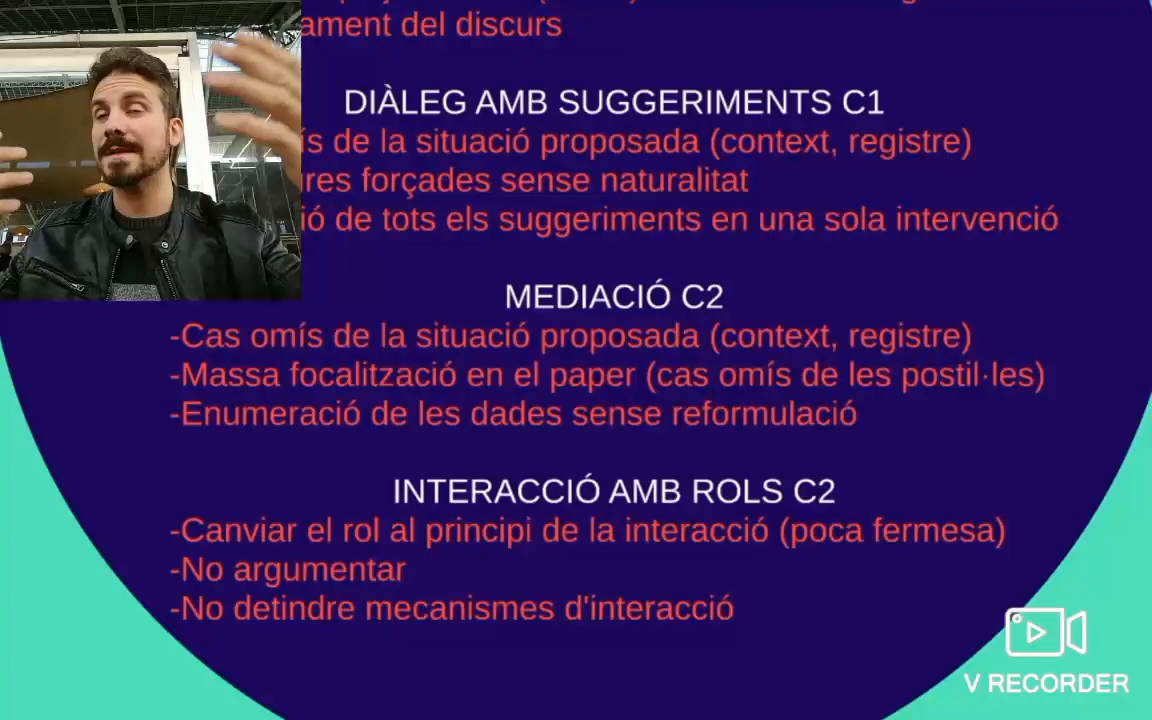 ament del discurs
DIÀLEG AMB SUGGERIMENTS C1
ís de la situació proposada (context, registre)
res forçades sense naturalitat
ió de tots els suggeriments en una sola intervenció
MEDIACIÓ C2
-Cas omís de la situació proposada (context, registre)
-Massa focalització en el paper (cas omís de les postil·les)
-Enumeració de les dades sense reformulació
INTERACCIÓ AMB ROLS C2
-Canviar el rol al principi de la interacció (poca fermesa)
-No argumentar
-No detindre mecanismes d'interacció
V RECORDER